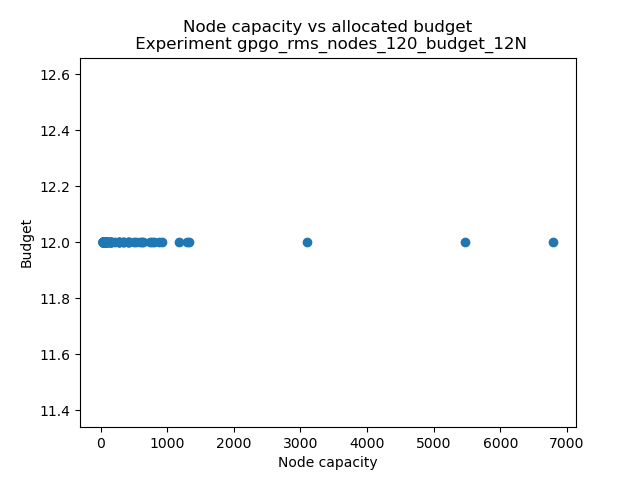 Node capacity vs allocated budget
Experiment gpgo_rms_nodes_120_budget_12N
12.6
12.4
12.2
12.0
11.8
11.6
11.4
Budget
0 1000 2000 3000 4000 5000 6000 7000
Node capacity